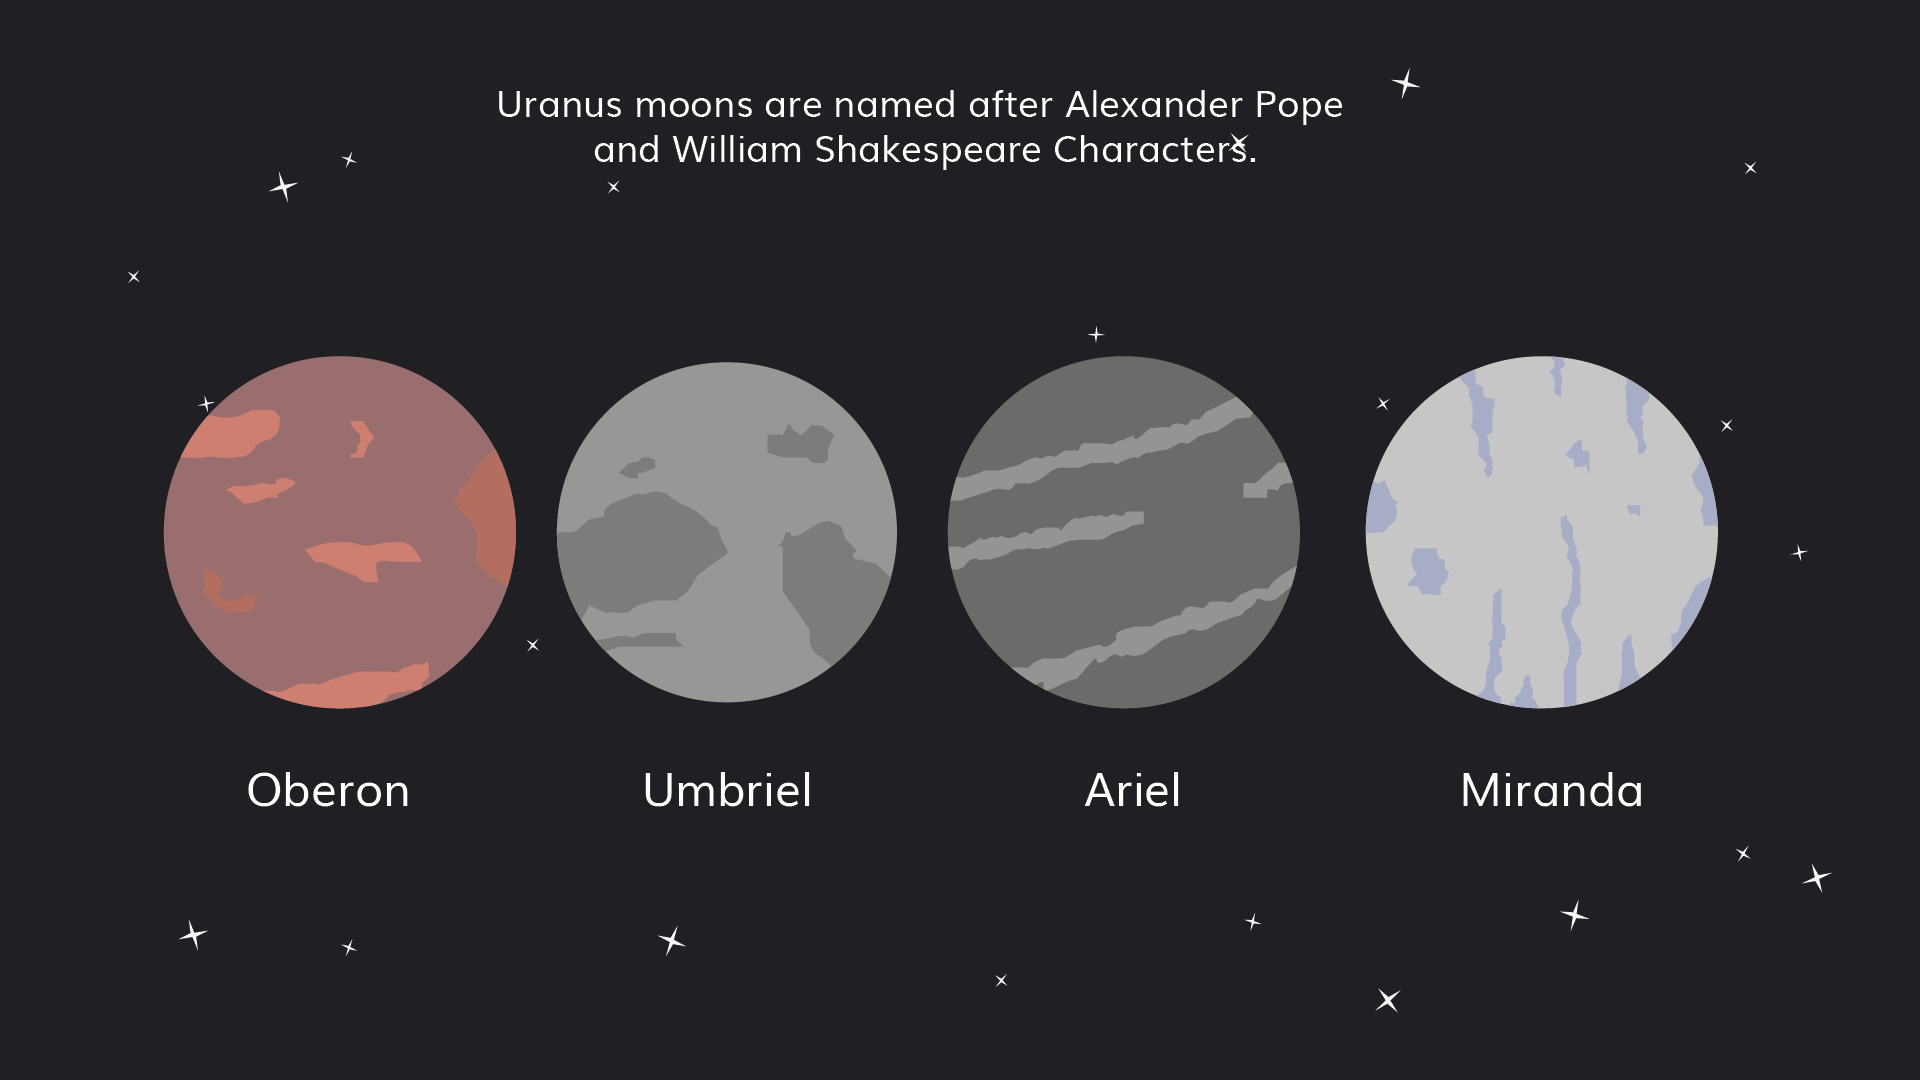 Uranus moons are named after Alexander Pope
and William Shakespeare Characters.
Oberon
Umbriel
Ariel
Miranda